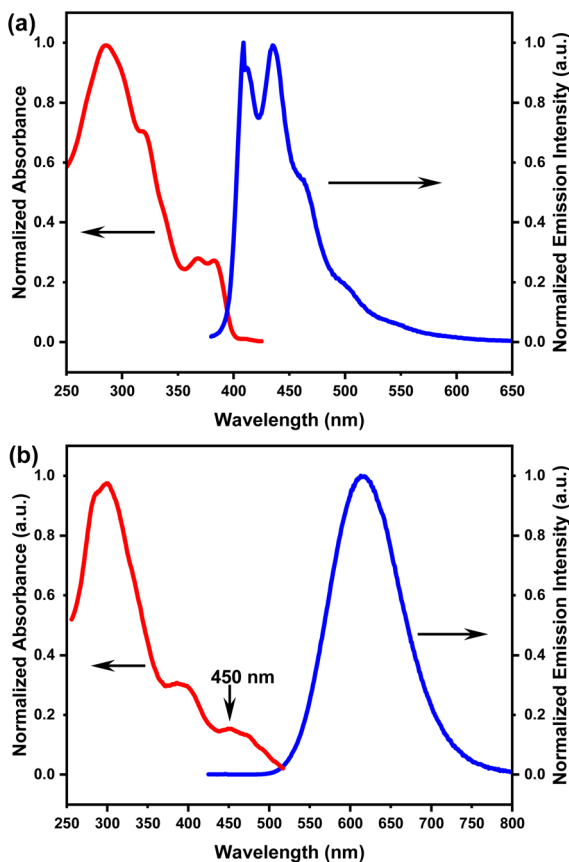 (a)
Normalized Absorbance
1.0
0.8
0.6
0.4
0.2
0.0
1.0
0.8
0.6
0.4
0.2
0.0
Normalized Emission Intensity (a.u.)
250 300 350 400 450 500 550 600 650
Wavelength (nm)
(b)
Normalized Absorbance (a.u.)
1.0
0.8
0.6
0.4
0.2
0.0
450 nm
1.0
0.8
0.6
0.4
0.2
0.0
Normalized Emission Intensity (a.u.)
250 300 350 400 450 500 550 600 650 700 750 800
Wavelength (nm)